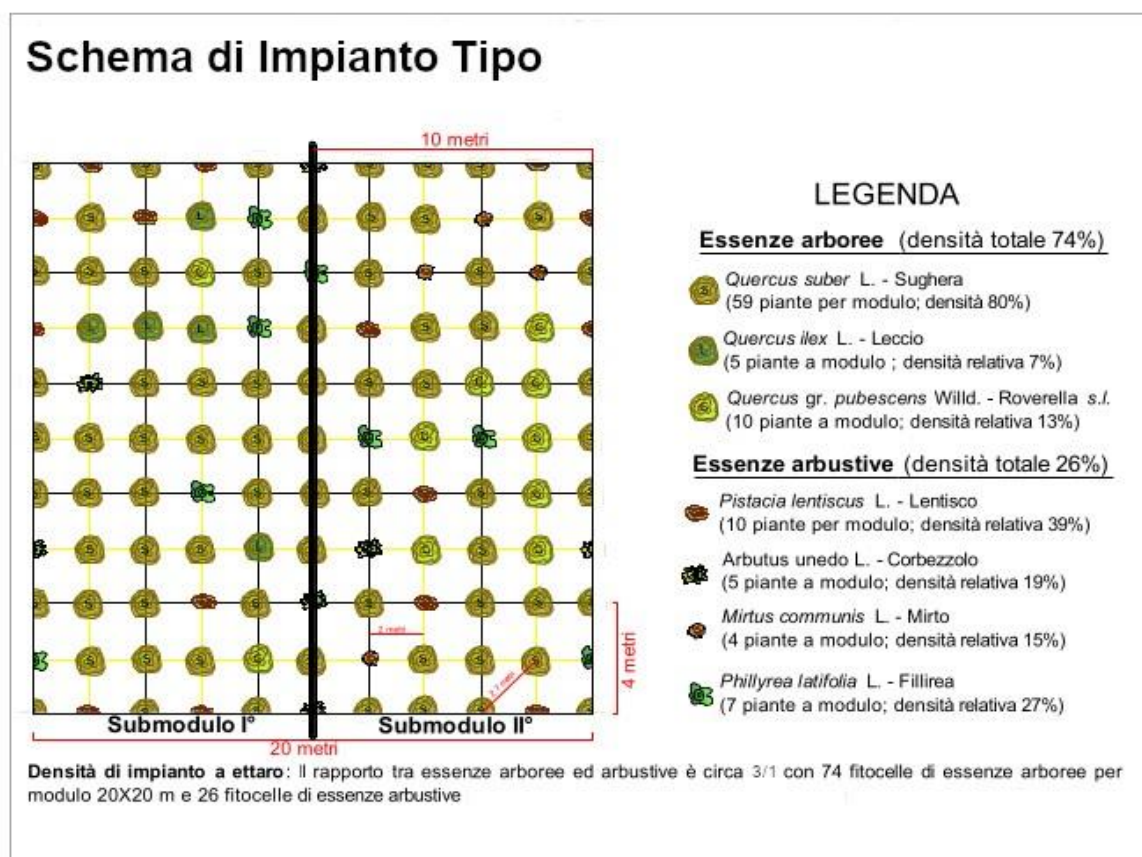 Schema di Impianto Tipo
10 metri
2 metri
2.7 metri
4 metri
Submodulo I°
Submodulo II°
20 metri
LEGENDA
Essenze arboree (densità totale 74%)
Quercus suber L. - Sughera
(59 piante per modulo; densità 80%)
Quercus ilex L. - Leccio
(5 piante a modulo ; densità relativa 7%)
Quercus gr. pubescens Willd. - Roverella s.l.
(10 piante a modulo; densità relativa 13%)
Essenze arbustive (densità totale 26%)
Pistacia lentiscus L. - Lentisco
(10 piante per modulo; densità relativa 39%)
Arbutus unedo L. - Corbezzolo
(5 piante a modulo; densità relativa 19%)
Mirtus communis L. - Mirto
(4 piante a modulo; densità relativa 15%)
Phillyrea latifolia L. - Fillirea
(7 piante a modulo; densità relativa 27%)
Densità di impianto a ettaro: Il rapporto tra essenze arboree ed arbustive è circa 3/1 con 74 fitocelle di essenze arboree per
modulo 20X20 m e 26 fitocelle di essenze arbustive